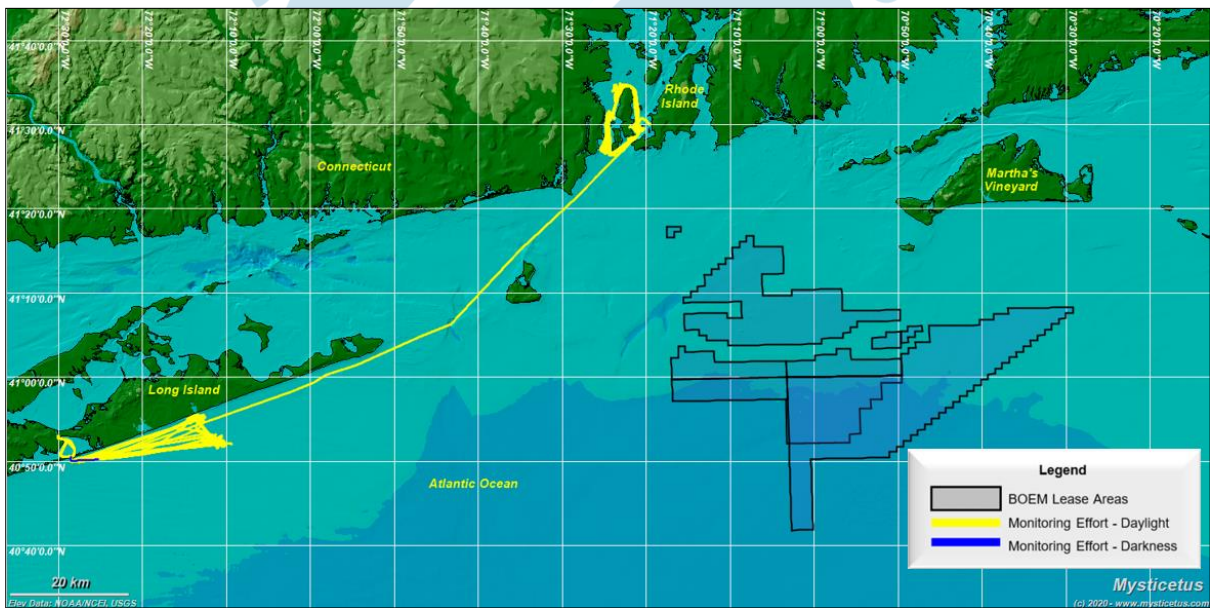 72°30'0.0"W
72°20'0.0"W
72°10'0.0"W
72°00'0.0"W
71°50'0.0"W
71°40'0.0"W
71°30'0.0"W
71°20'0.0"W
71°10'0.0"W
71°00'0.0"W
70°50'0.0"W
70°40'0.0"W
70°30'0.0"W
70°20'0.0"W
41°40'0.0"N
Rhode
Island
41°30'0.0"N
Connecticut
Martha's
Vineyard
41°20'0.0"N
41°10'0.0"N
41°00'0.0"N
Long Island
40°50'0.0"N
Atlantic Ocean
Legend
BOEM Lease Areas
Monitoring Effort - Daylight
Monitoring Effort - Darkness
40°40'0.0"N
20 km
Mysticetus
Elev Data: NOAA/NCEI, USGS
(c) 2020 - www.mysticetus.com